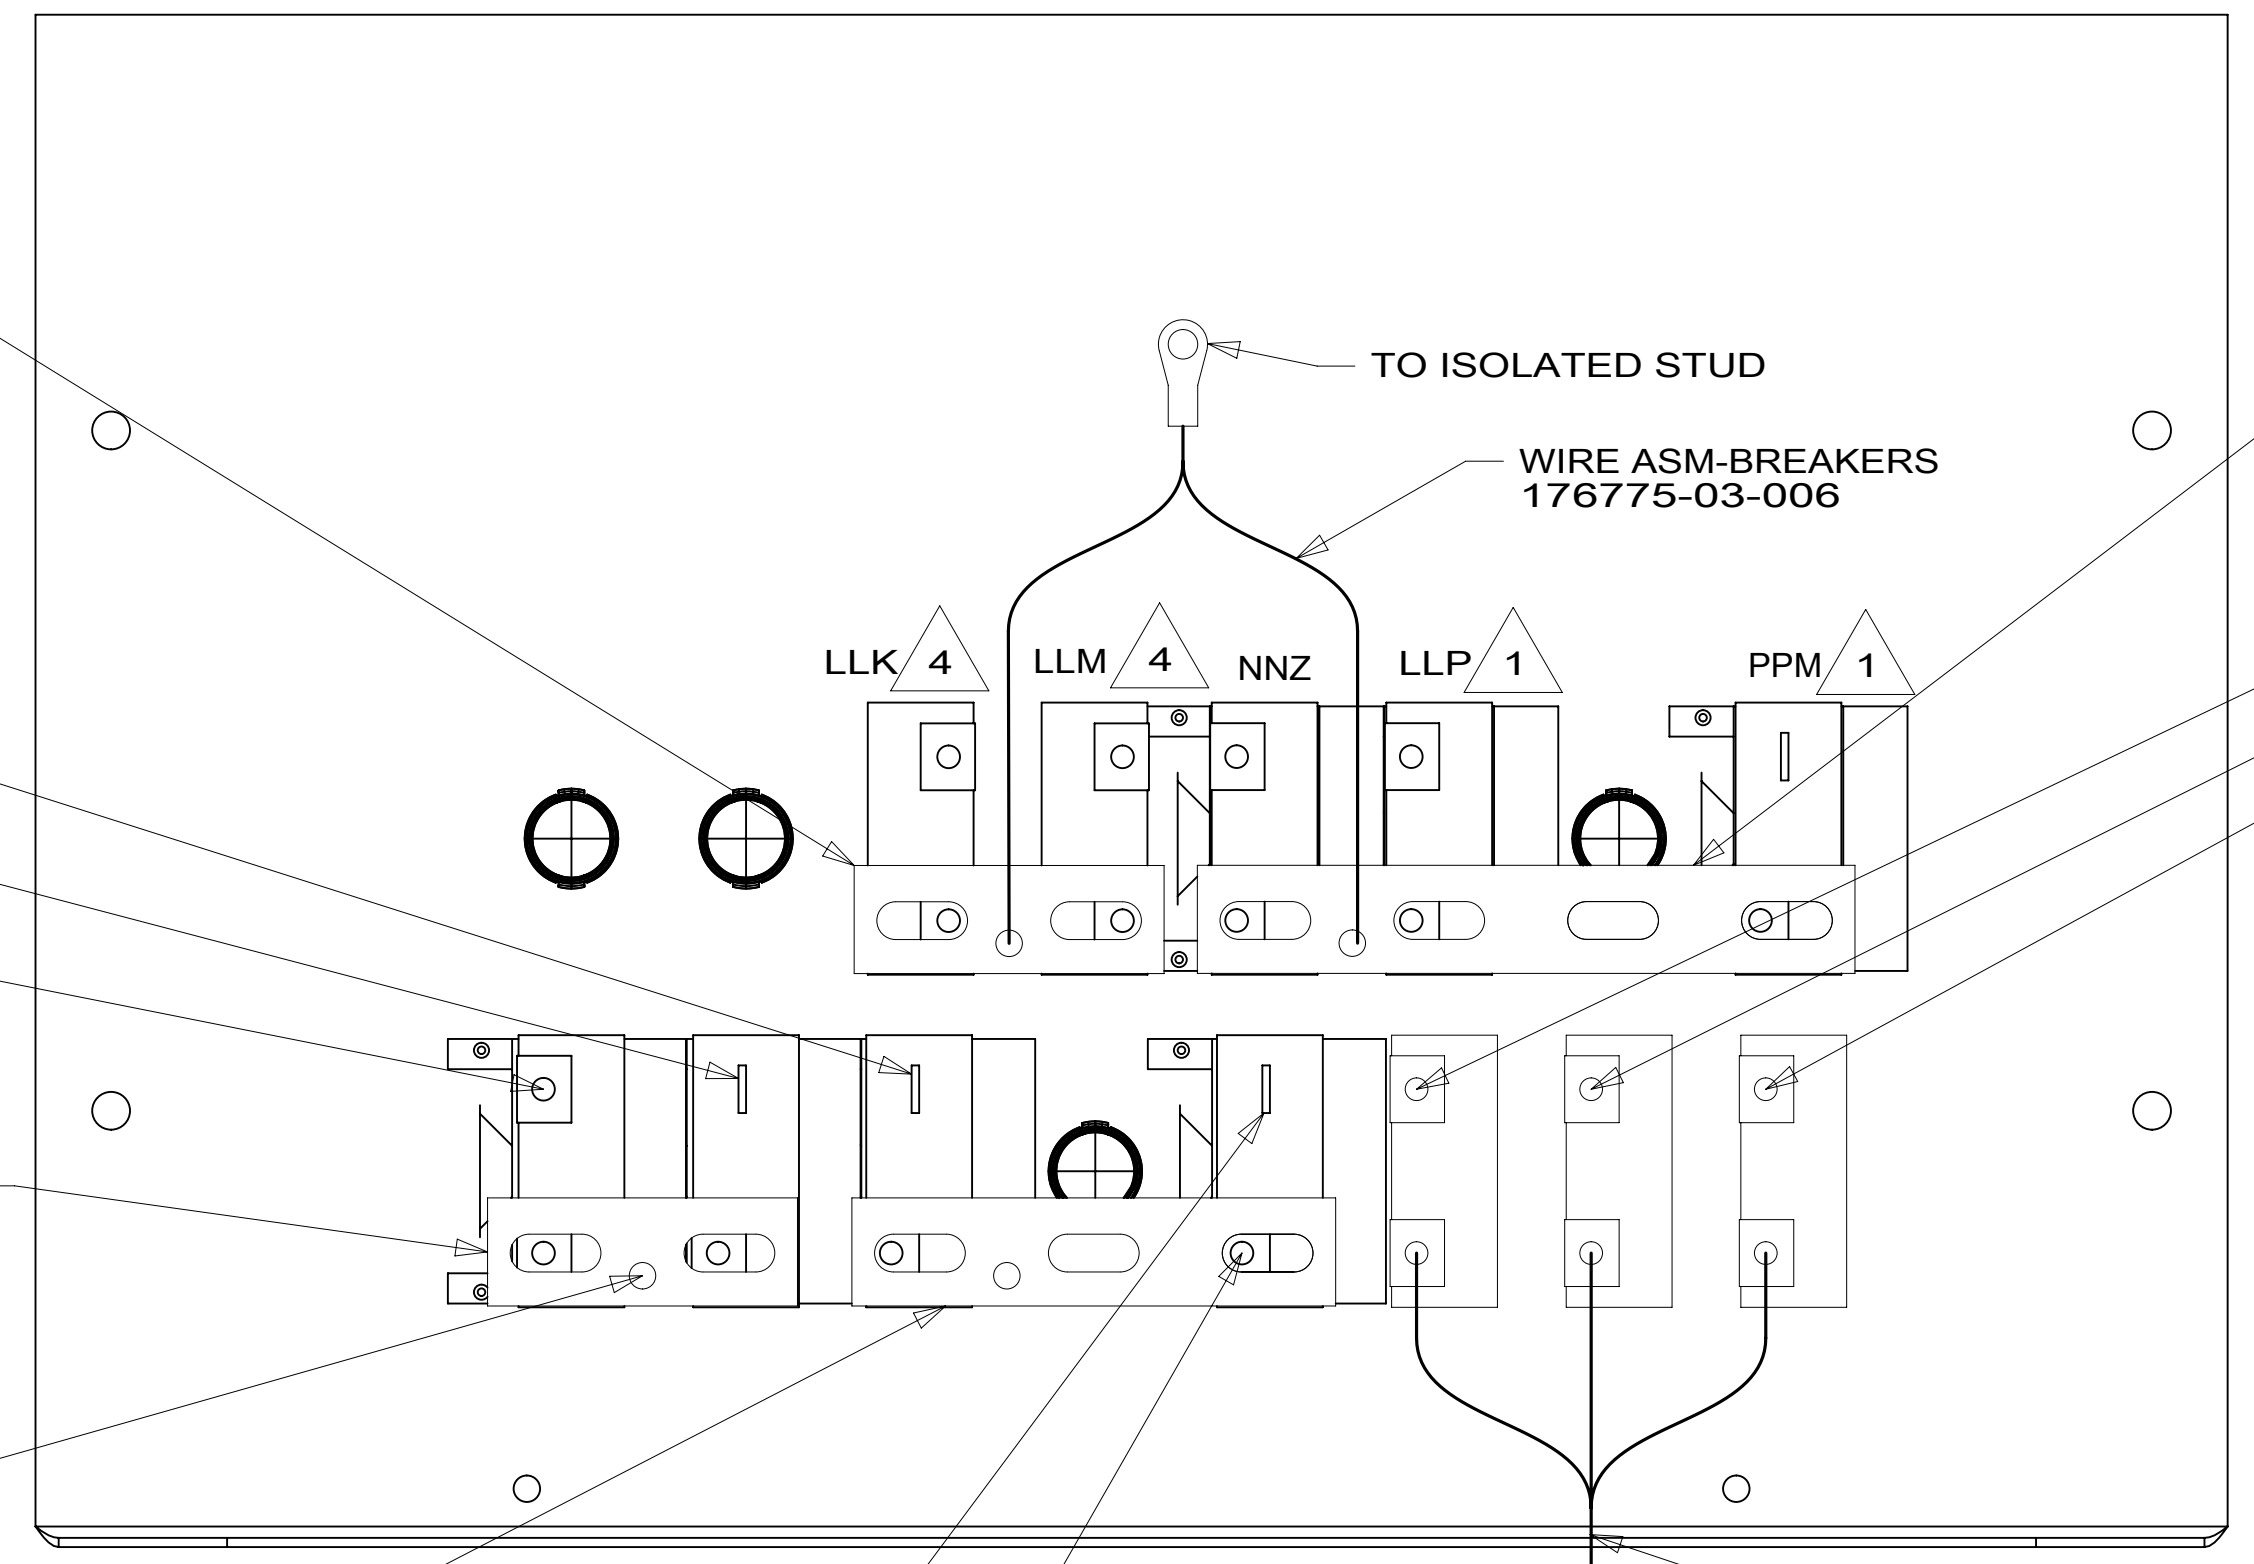 TO ISOLATED STUD
WIRE ASM-BREAKERS
176775-03-006
LLK 4 LLM 4 NNZ LLP 1 PPM 1